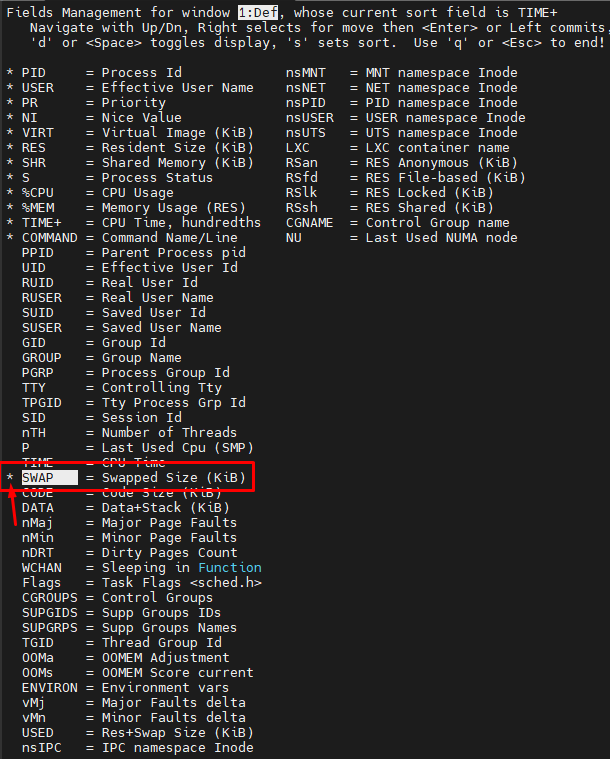 Fields Management for window 1:Def, whose current sort field is TIME+
Navigate with Up/Dn, Right selects for move then <Enter> or Left commits,
'd' or <Space> toggles display, 's' sets sort. Use 'q' or <Esc> to end!
* PID = Process Id nsMNT = MNT namespace Inode
* USER = Effective User Name nsNET = NET namespace Inode
* PR = Priority nsPID = PID namespace Inode
* NI = Nice Value nsUSER = USER namespace Inode
* VIRT = Virtual Image (KiB) nsUTS = UTS namespace Inode
* RES = Resident Size (KiB) LXC = LXC container name
* SHR = Shared Memory (KiB) RSan = RES Anonymous (KiB)
* S = Process Status RSfd = RES File-based (KiB)
* %CPU = CPU Usage RSlk = RES Locked (KiB)
* %MEM = Memory Usage (RES) RSsh = RES Shared (KiB)
* TIME+ = CPU Time, hundredths CGNAME = Control Group name
* COMMAND = Command Name/Line NU = Last Used NUMA node
PPID = Parent Process pid
UID = Effective User Id
RUID = Real User Id
RUSER = Real User Name
SUID = Saved User Id
SUSER = Saved User Name
GID = Group Id
GROUP = Group Name
PGRP = Process Group Id
TTY = Controlling Tty
TPGID = Tty Process Grp Id
SID = Session Id
nTH = Number of Threads
P = Last Used Cpu (SMP)
TIME = CPU Time
* SWAP = Swapped Size (KiB)
CODE = Code Size (KiB)
DATA = Data+Stack (KiB)
nMaj = Major Page Faults
nMin = Minor Page Faults
nDRT = Dirty Pages Count
WCHAN = Sleeping in Function
Flags = Task Flags <sched.h>
CGROUPS = Control Groups
SUPGIDS = Supp Groups IDs
SUPGRPS = Supp Groups Names
TGID = Thread Group Id
OOMa = OOMEM Adjustment
OOMs = OOMEM Score current
ENVIRON = Environment vars
vMj = Major Faults delta
vMn = Minor Faults delta
USED = Res+Swap Size (KiB)
nsIPC = IPC namespace Inode